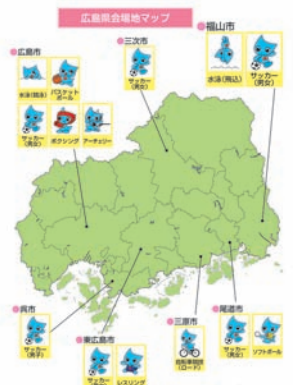 広島県会場地マップ
●広島市
水泳(競泳)
バスケット
ボール
サッカー
(男女)
ボクシング
アーチェリー
●三次市
サッカー
(男女)
●福山市
水泳(飛込)
サッカー
(男女)
●呉市
サッカー
(男子)
●東広島市
サッカー
レスリング
●三原市
自転車競技
(ロード)
●尾道市
サッカー
(男女)
ソフトボール